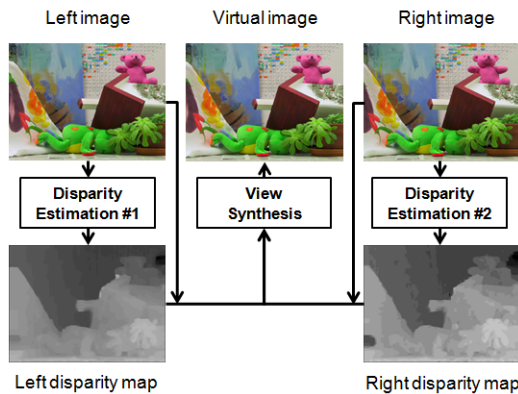 Left image
Virtual image
Right image
Disparity
Estimation #1
View
Synthesis
Disparity
Estimation #2
Left disparity map
Right disparity map